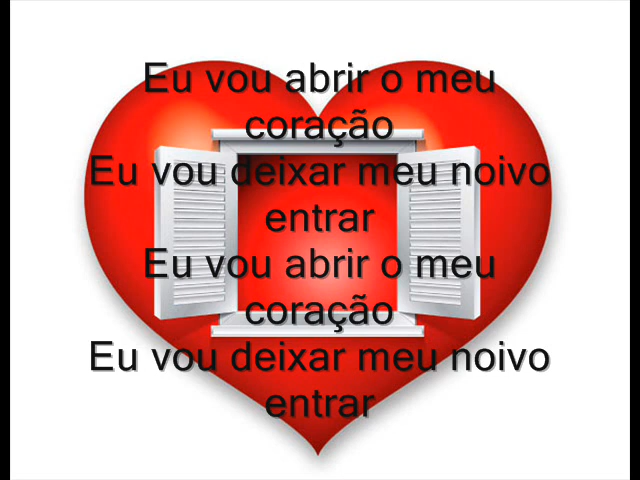 Eu vou abrir o meu
coração
Eu vou deixar meu noivo
entrar
Eu vou abrir o meu
coração
Eu vou deixar meu noivo
entrar